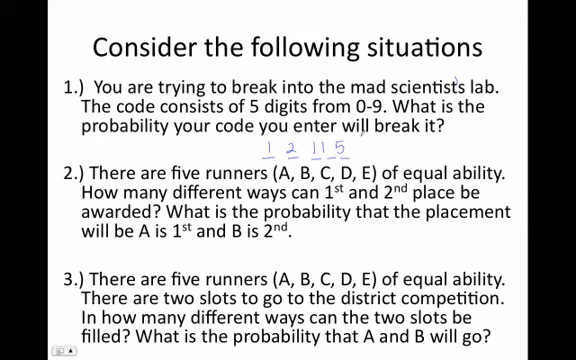 Consider the following situations
1.) You are trying to break into the mad scientist's lab.
The code consists of 5 digits from 0-9. What is the
probability your code you enter will break it?
1 2 1 1 5
2.) There are five runners (A, B, C, D, E) of equal ability.
How many different ways can 1st and 2nd place be
awarded? What is the probability that the placement
will be A is 1st and B is 2nd.
3.) There are five runners (A, B, C, D, E) of equal ability.
There are two slots to go to the district competition.
In how many different ways can the two slots be
filled? What is the probability that A and B will go?